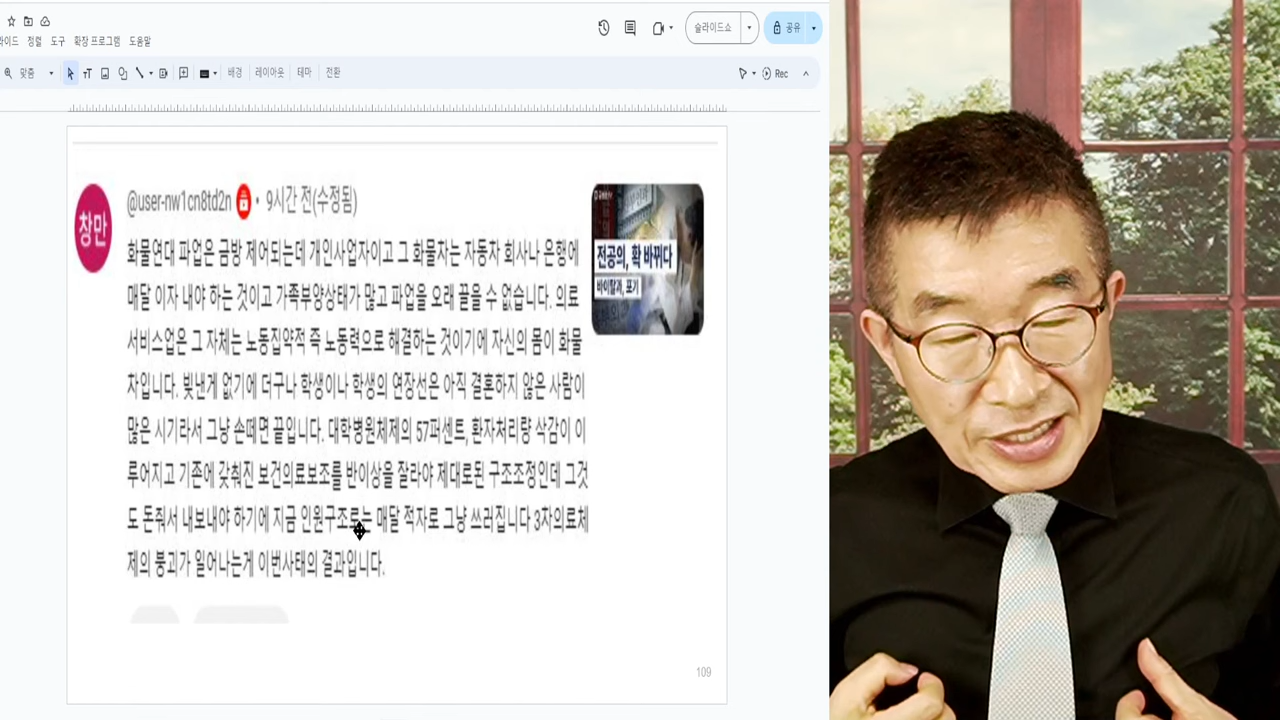 라이드 정렬 도구 확장 프로그램 도움말
슬라이드쇼
공유
맞춤
배경 레이아웃 테마 전환
Rec
창만
@user-nw1cn8td2n · 9시간 전(수정됨)
화물연대 파업은 금방 제어되는데 개인사업자이고 그 화물차는 자동차 회사나 은행에
매달 이자 내야 하는 것이고 가족부양상태가 많고 파업을 오래 끌을 수 없습니다. 의료
서비스업은 그 자체는 노동집약적 즉 노동력으로 해결하는 것이기에 자신의 몸이 화물
차입니다. 빚낸게 없기에 더구나 학생이나 학생의 연장선은 아직 결혼하지 않은 사람이
많은 시기라서 그냥 손떼면 끝입니다. 대학병원체제의 57퍼센트, 환자처리량 삭감이 이
루어지고 기존에 갖춰진 보건의료보조를 반이상을 잘라야 제대로된 구조조정인데 그것
도 돈줘서 내보내야 하기에 지금 인원구조로는 매달 적자로 그냥 쓰러집니다 3차의료체
제의 붕괴가 일어나는게 이번사태의 결과입니다.
전공의, 확 바뀌다
바이탈과, 포기
109